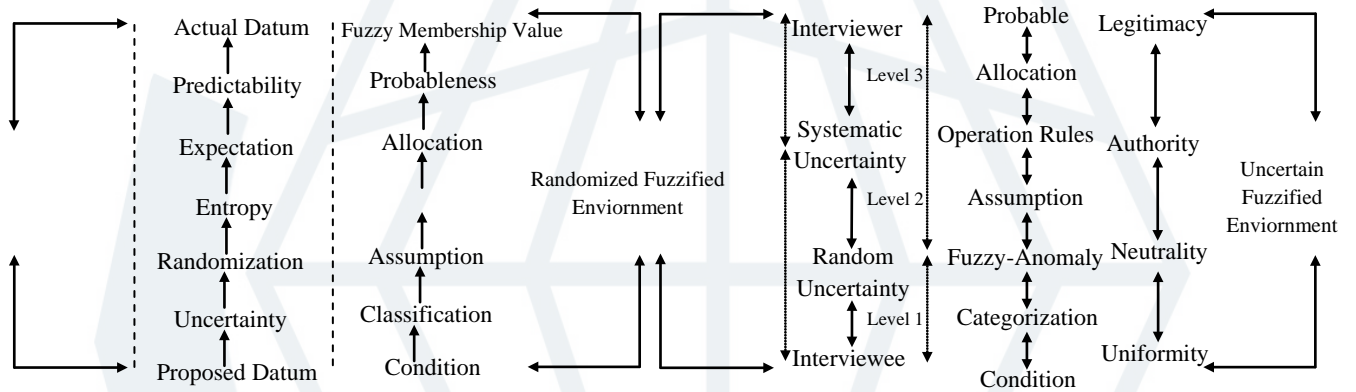 Actual Datum
Predictability
Expectation
Entropy
Randomization
Uncertainty
Proposed Datum
Fuzzy Membership Value
Probableness
Allocation
Assumption
Classification
Condition
Randomized Fuzzified
Enviornment
Interviewer
Level 3
Systematic
Uncertainty
Level 2
Random
Uncertainty
Level 1
Interviewee
Probable
Allocation
Operation Rules
Assumption
Fuzzy-Anomaly
Categorization
Condition
Legitimacy
Authority
Neutrality
Uniformity
Uncertain
Fuzzified
Enviornment